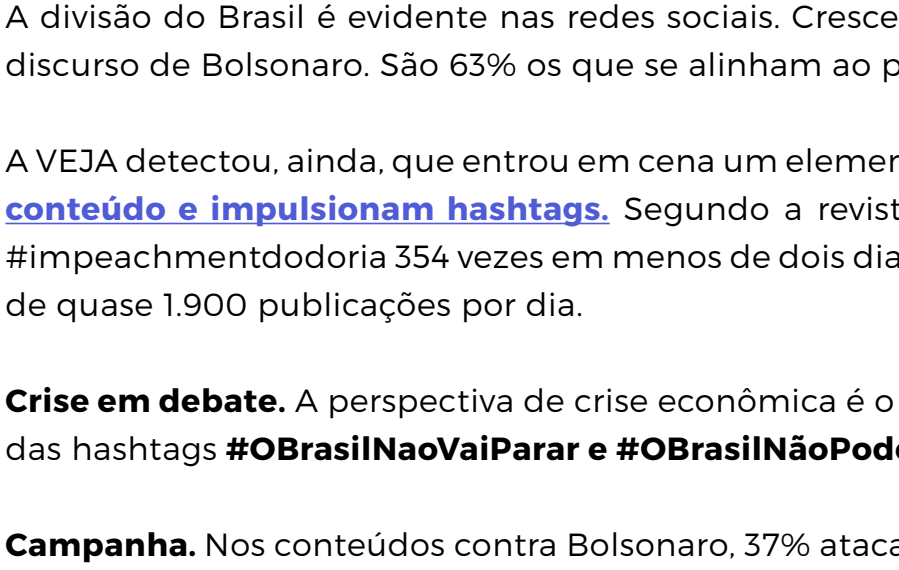 A divisão do Brasil é evidente nas redes sociais. Cresce
discurso de Bolsonaro. São 63% os que se alinham ao p
A VEJA detectou, ainda, que entrou em cena um elemen
conteúdo e impulsionam hashtags. Segundo a revist
#impeachmentdodoria 354 vezes em menos de dois dia
de quase 1.900 publicações por dia.
Crise em debate. A perspectiva de crise econômica é o
das hashtags #OBrasilNaoVaiParar e #OBrasilNãoPode
Campanha. Nos conteúdos contra Bolsonaro, 37% ataca